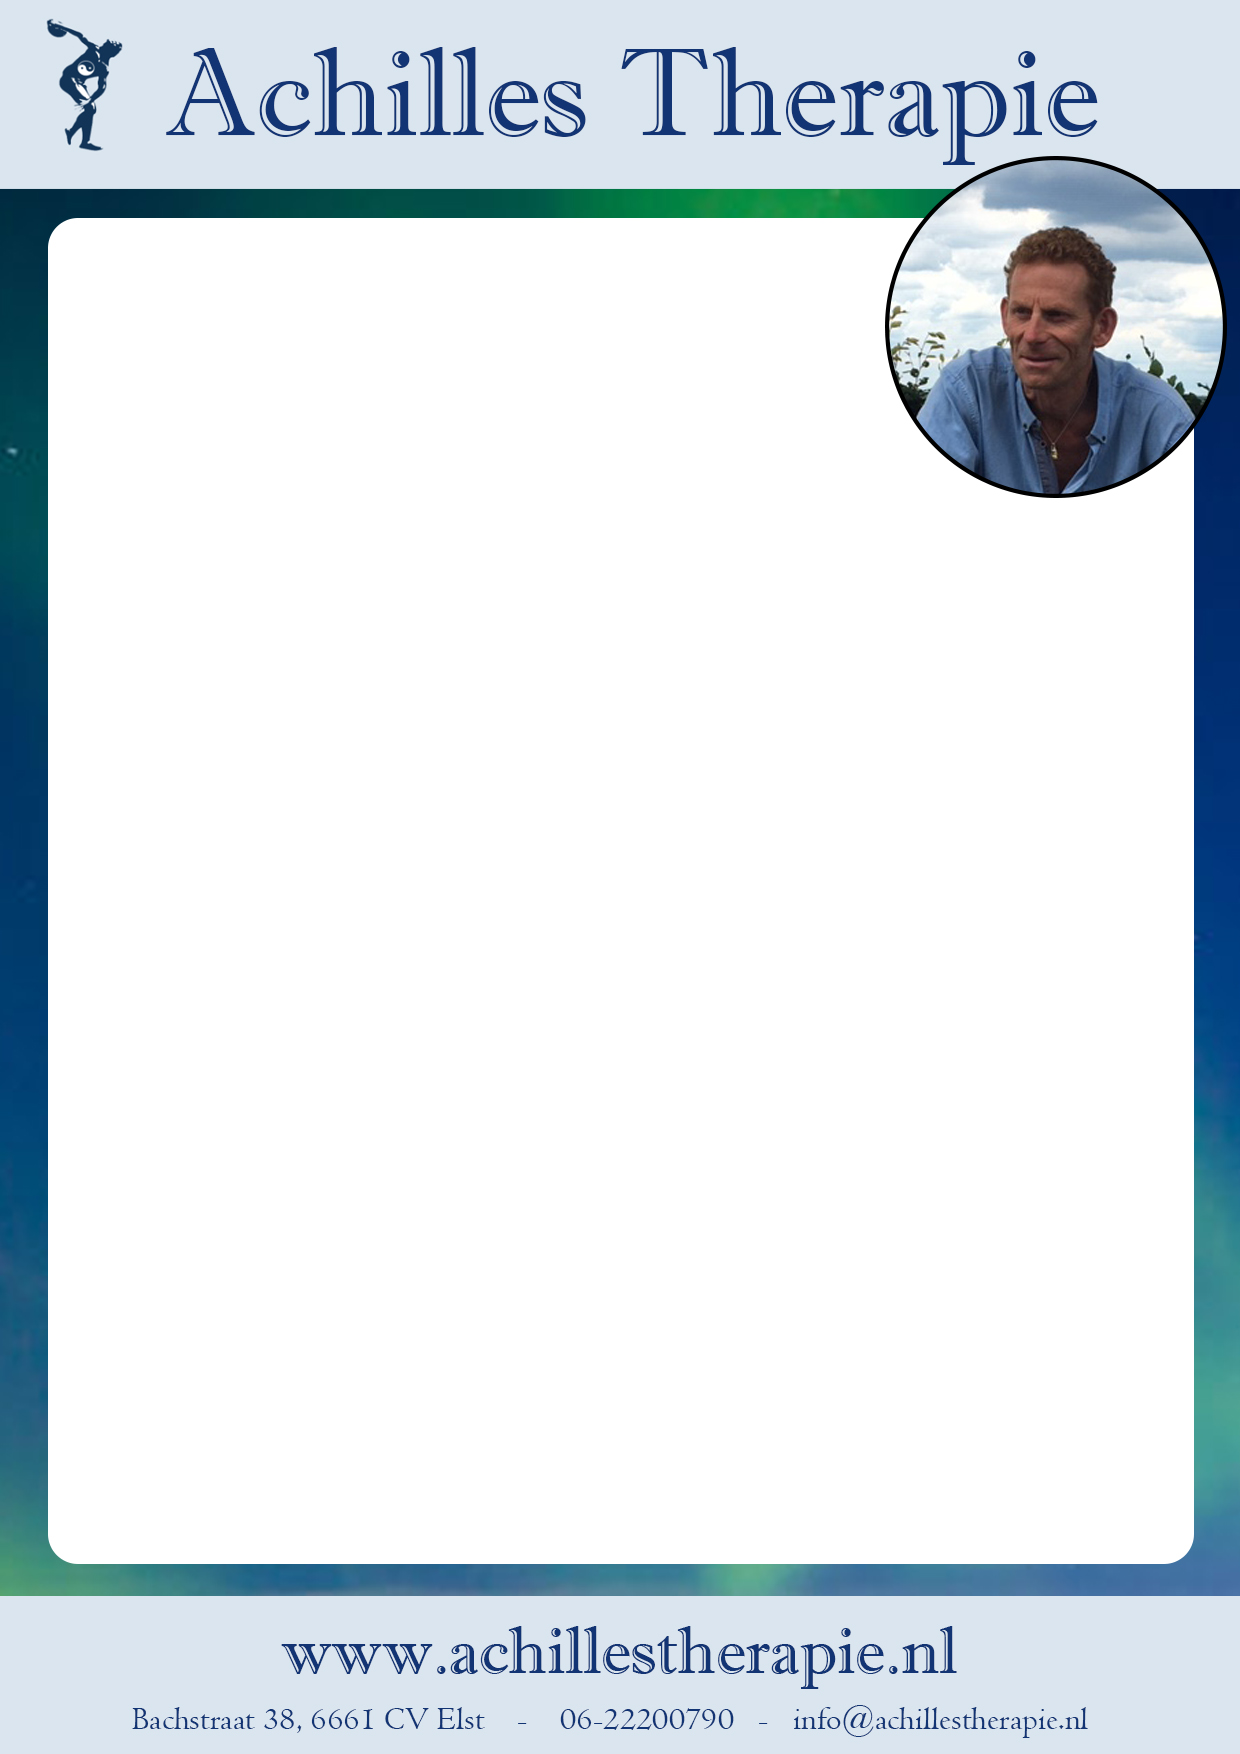 Achilles Therapie
www.achillestherapie.nl
Bachstraat 38, 6661 CV Elst - 06-22200790 - info@achillestherapie.nl